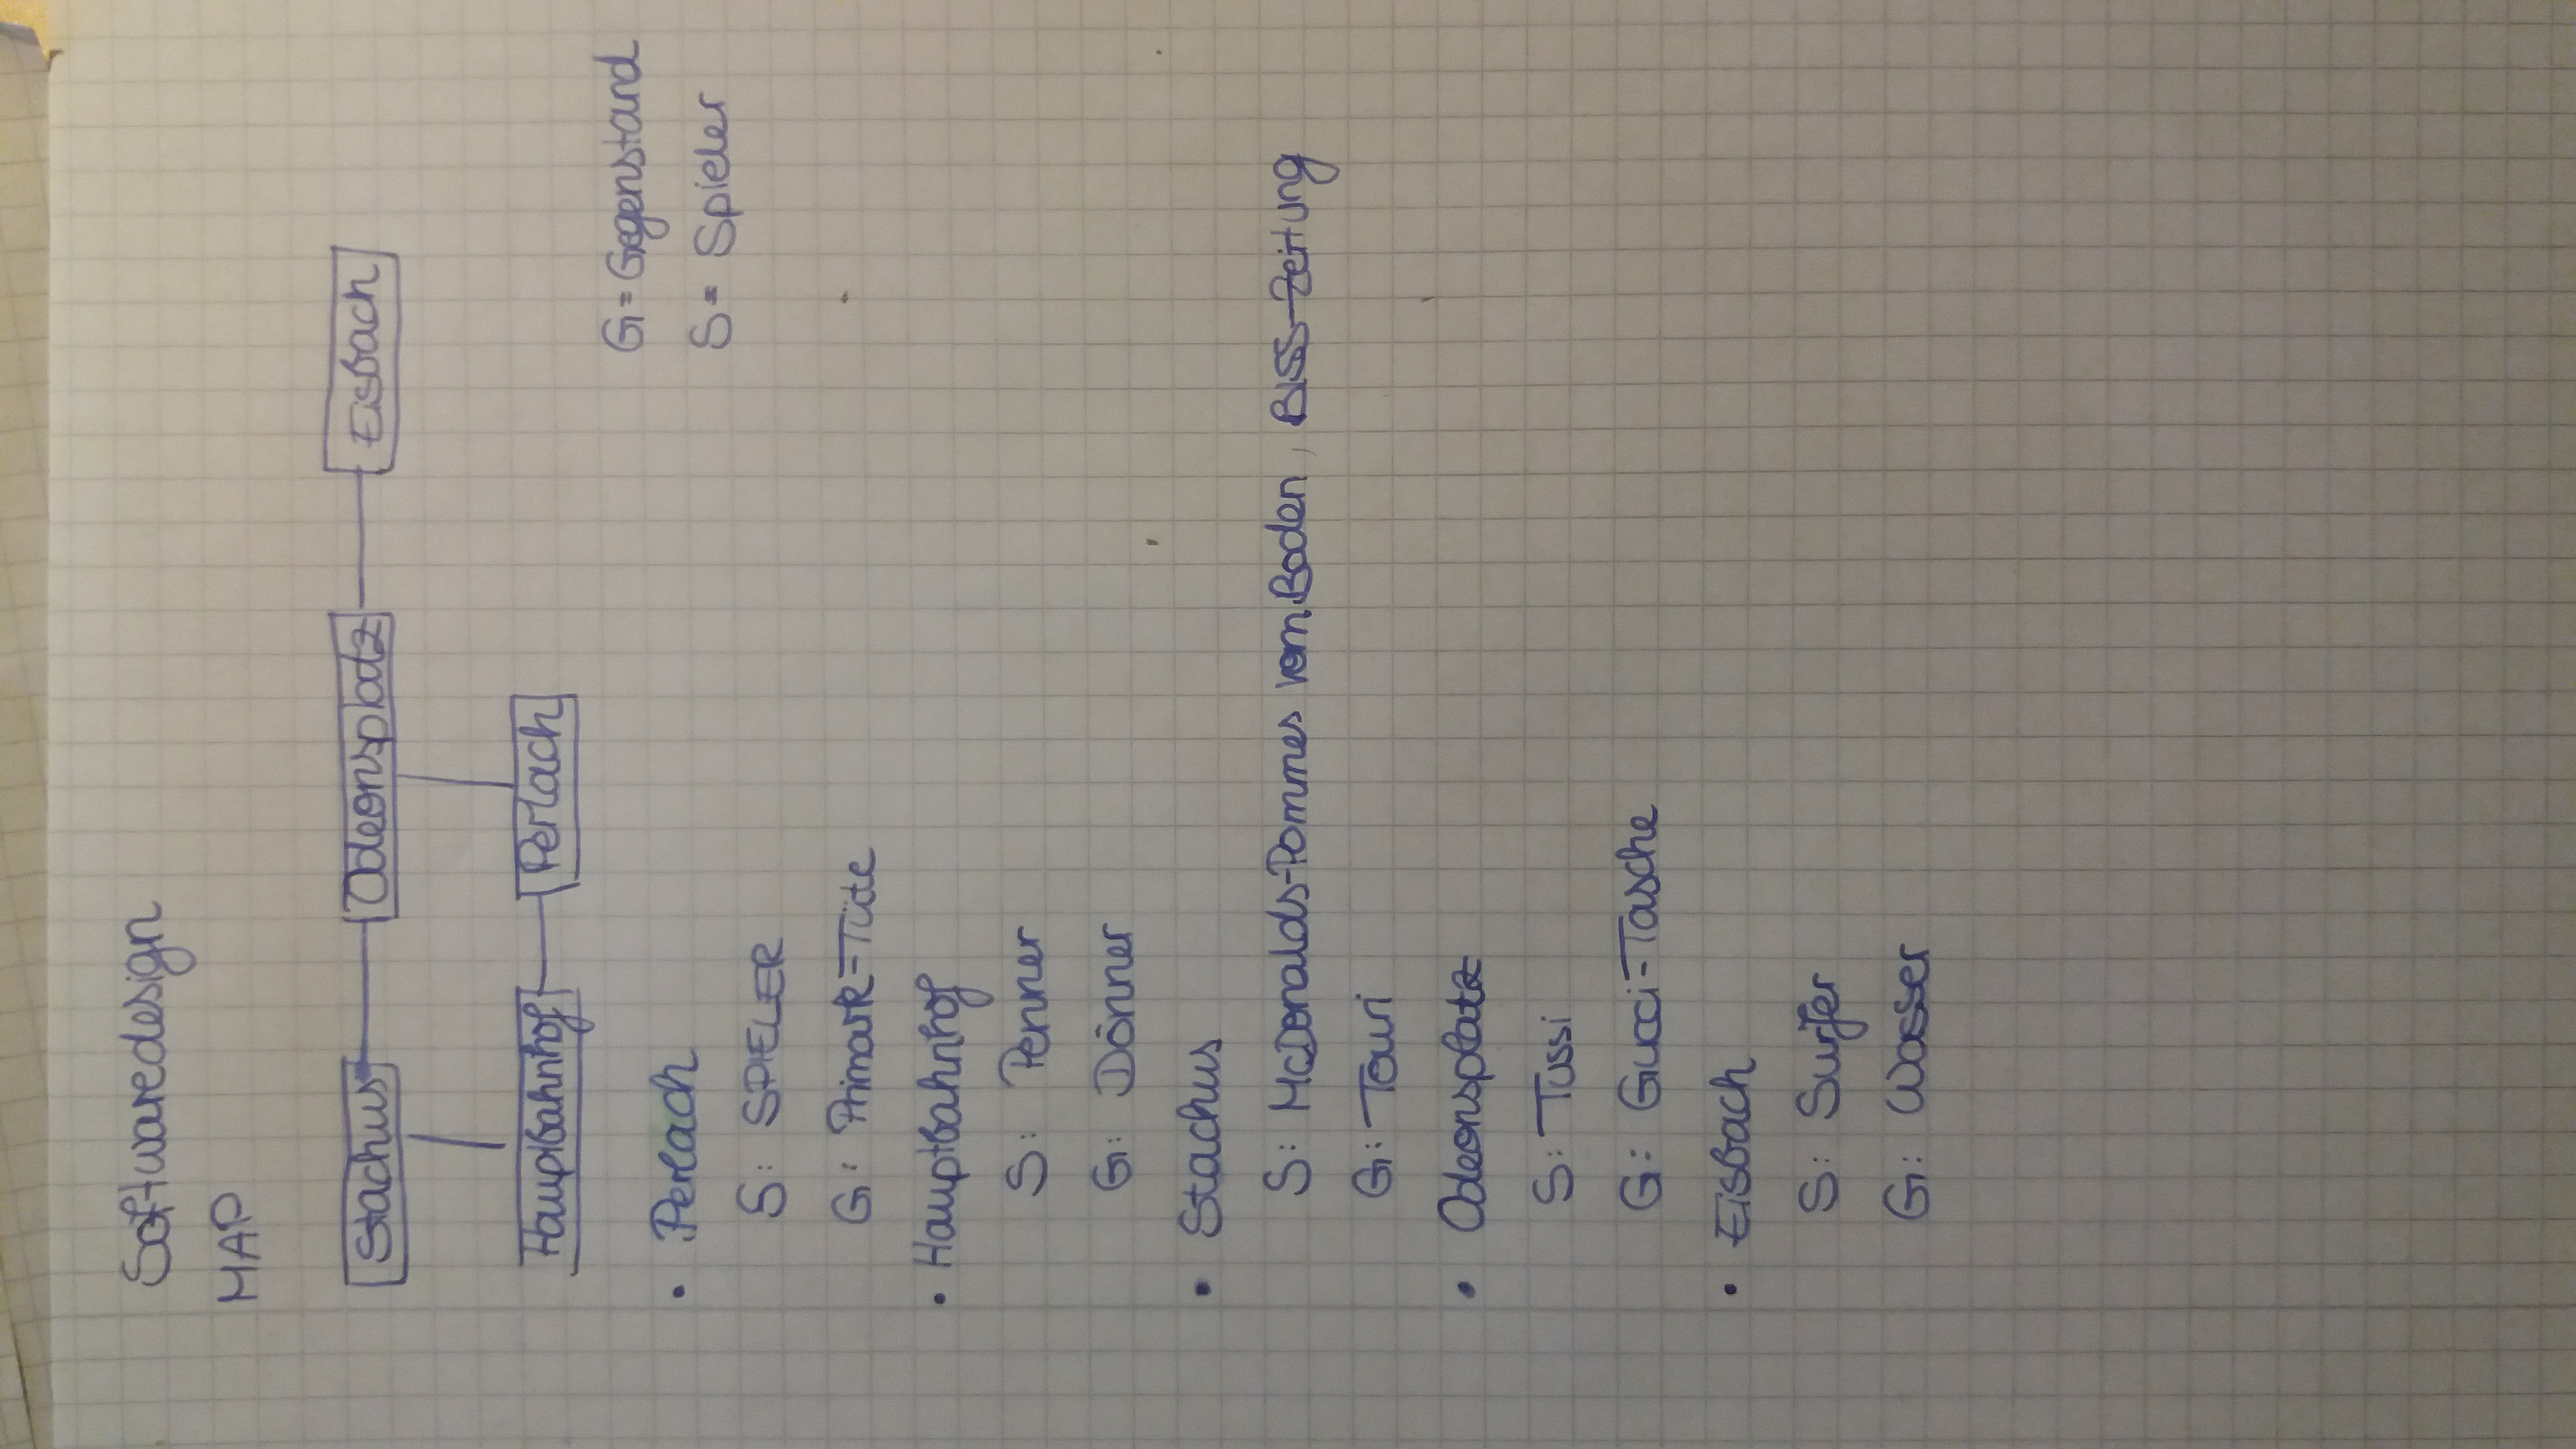 Softwaredesign
MAP
Stachus Odeonsplatz Eisbach
Hauptbahnhof Perlach
G = Gegenstand
S = Spieler
• Perlach
S: SPIELER
G: Primark-Tüte
• Hauptbahnhof
S: Penner
G: Dönner
• Stachus
S: McDonalds-Pommes vom Boden, BISS-Zeitung
G: Touri
• Odeonsplatz
S: Tussi
G: Gucci-Tasche
• Eisbach
S: Surfer
G: Wasser